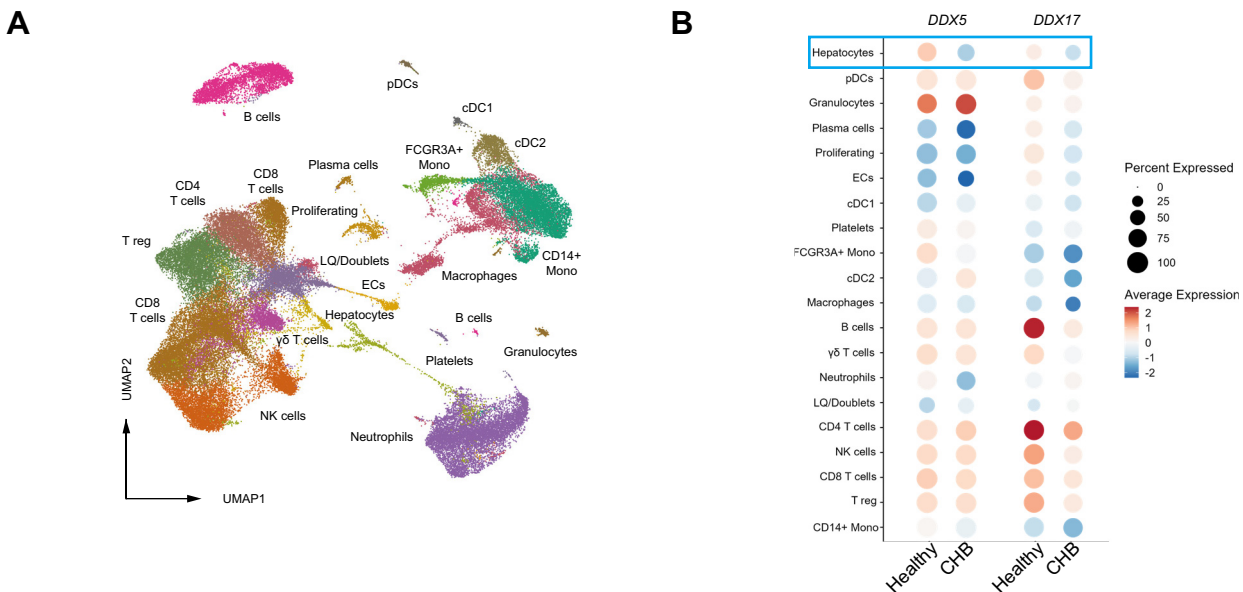 A
B cells
pDCs
cDC1
cDC2
FCGR3A+
Mono
Plasma cells
CD8
T cells
CD4
T cells
Proliferating
T reg
LQ/Doublets
Macrophages
CD14+
Mono
ECs
CD8
T cells
Hepatocytes
B cells
γδ T cells
Platelets
Granulocytes
NK cells
Neutrophils
UMAP2
UMAP1
B
DDX5
DDX17
Hepatocytes
pDCs
Granulocytes
Plasma cells
Proliferating
ECs
cDC1
Platelets
FCGR3A+ Mono
cDC2
Macrophages
B cells
γδ T cells
Neutrophils
LQ/Doublets
CD4 T cells
NK cells
CD8 T cells
T reg
CD14+ Mono
Healthy
CHB
Healthy
CHB
Percent Expressed
0
25
50
75
100
Average Expression
2
1
0
-1
-2